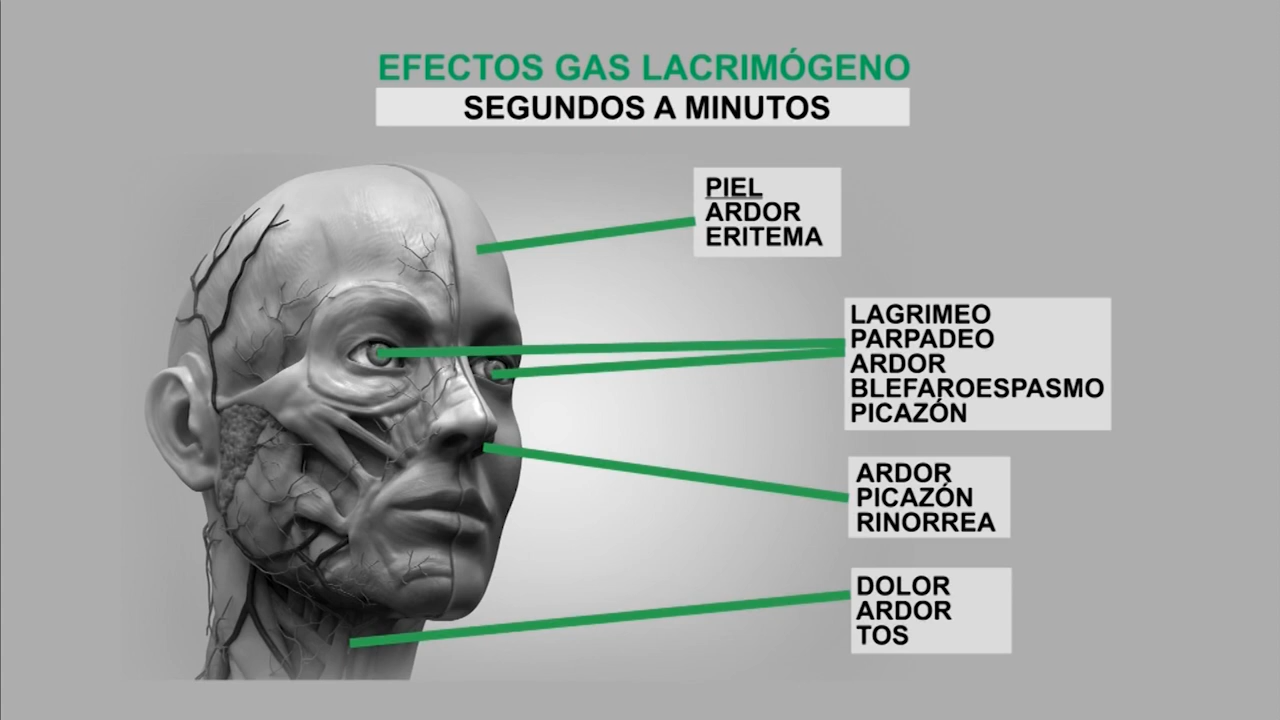 EFECTOS GAS LACRIMÓGENO
SEGUNDOS A MINUTOS
PIEL
ARDOR
ERITEMA
LAGRIMEO
PARPADEO
ARDOR
BLEFAROESPASMO
PICAZÓN
ARDOR
PICAZÓN
RINORREA
DOLOR
ARDOR
TOS